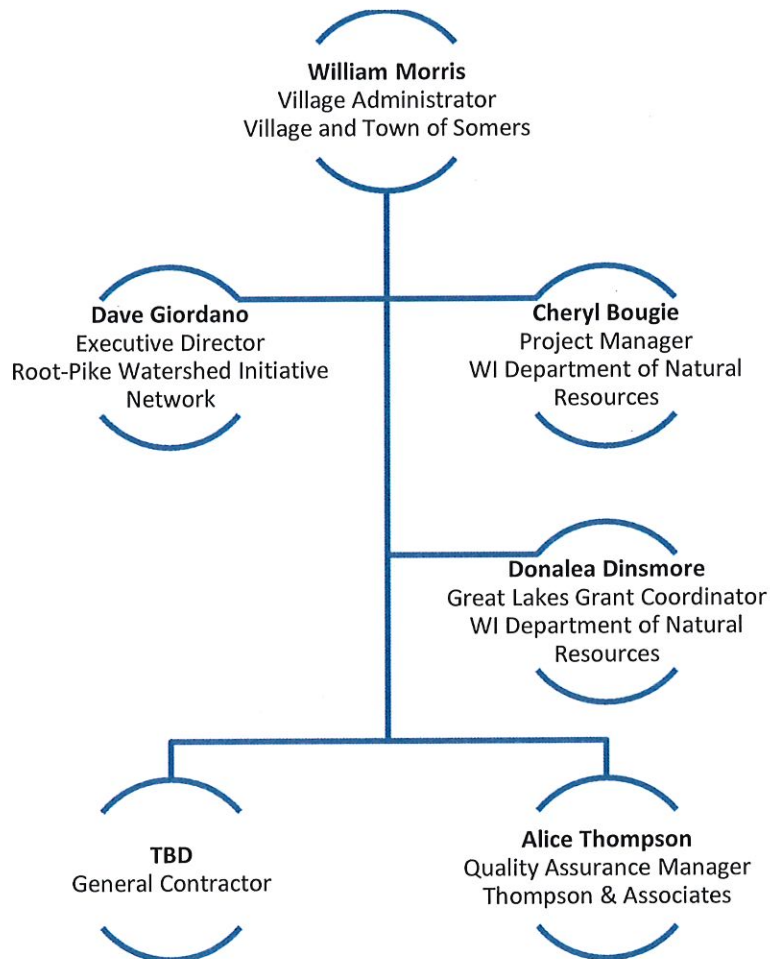 William Morris
Village Administrator
Village and Town of Somers
Dave Giordano
Executive Director
Root-Pike Watershed Initiative
Network
Cheryl Bougie
Project Manager
WI Department of Natural
Resources
Donalea Dinsmore
Great Lakes Grant Coordinator
WI Department of Natural
Resources
TBD
General Contractor
Alice Thompson
Quality Assurance Manager
Thompson & Associates